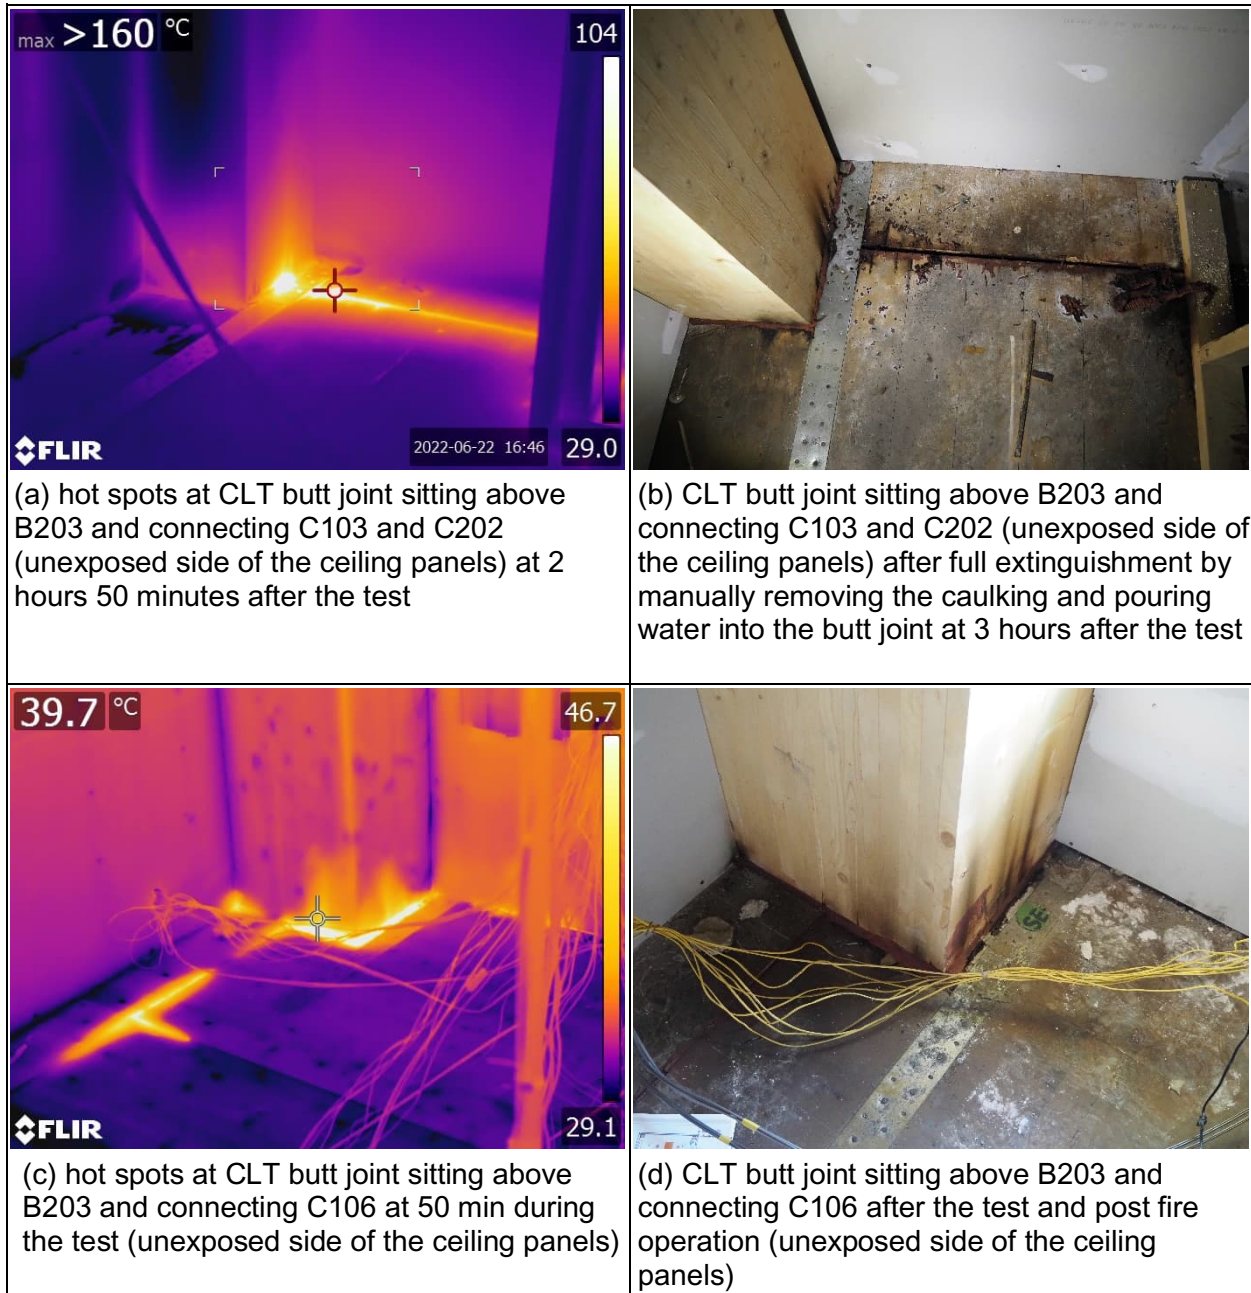 max >160 °C
104
FLIR
2022-06-22 16:46
29.0
(a) hot spots at CLT butt joint sitting above
B203 and connecting C103 and C202
(unexposed side of the ceiling panels) at 2
hours 50 minutes after the test
(b) CLT butt joint sitting above B203 and
connecting C103 and C202 (unexposed side of
the ceiling panels) after full extinguishment by
manually removing the caulking and pouring
water into the butt joint at 3 hours after the test
39.7 °C
46.7
FLIR
29.1
(c) hot spots at CLT butt joint sitting above
B203 and connecting C106 at 50 min during
the test (unexposed side of the ceiling panels)
(d) CLT butt joint sitting above B203 and
connecting C106 after the test and post fire
operation (unexposed side of the ceiling
panels)